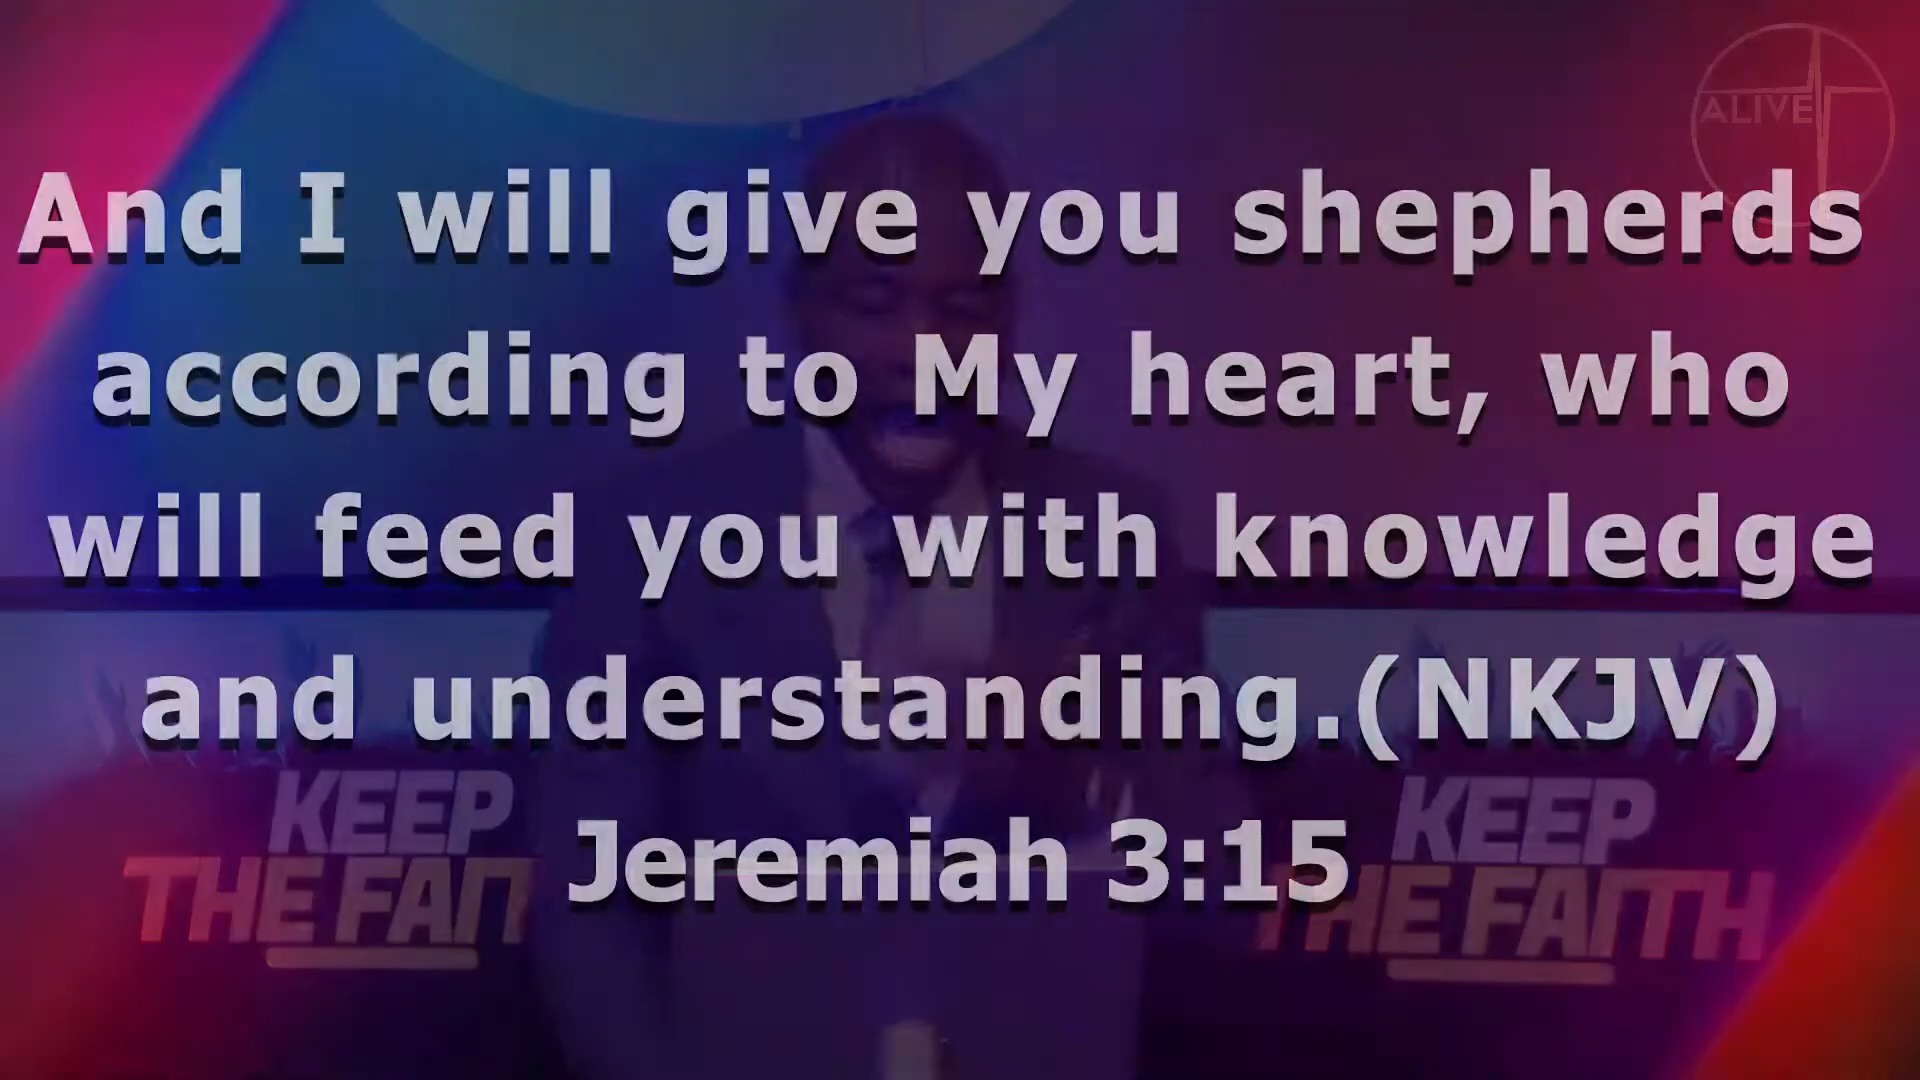 ALIVE
And I will give you shepherds
according to My heart, who
will feed you with knowledge
and understanding.(NKJV)
Jeremiah 3:15
KEEP
THE FAIT
KEEP
THE FAITH